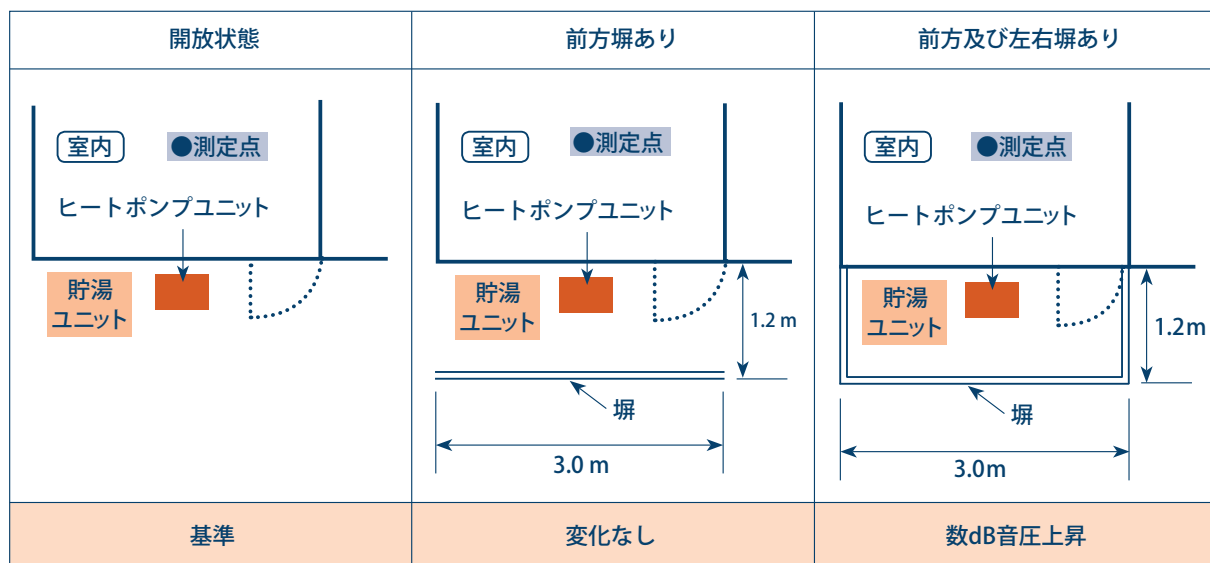 開放状態
前方塀あり
前方及び左右塀あり
室内
●測定点
ヒートポンプユニット
貯湯
ユニット
室内
●測定点
ヒートポンプユニット
貯湯
ユニット
1.2 m
塀
3.0 m
室内
●測定点
ヒートポンプユニット
貯湯
ユニット
1.2m
塀
3.0m
基準
変化なし
数dB音圧上昇